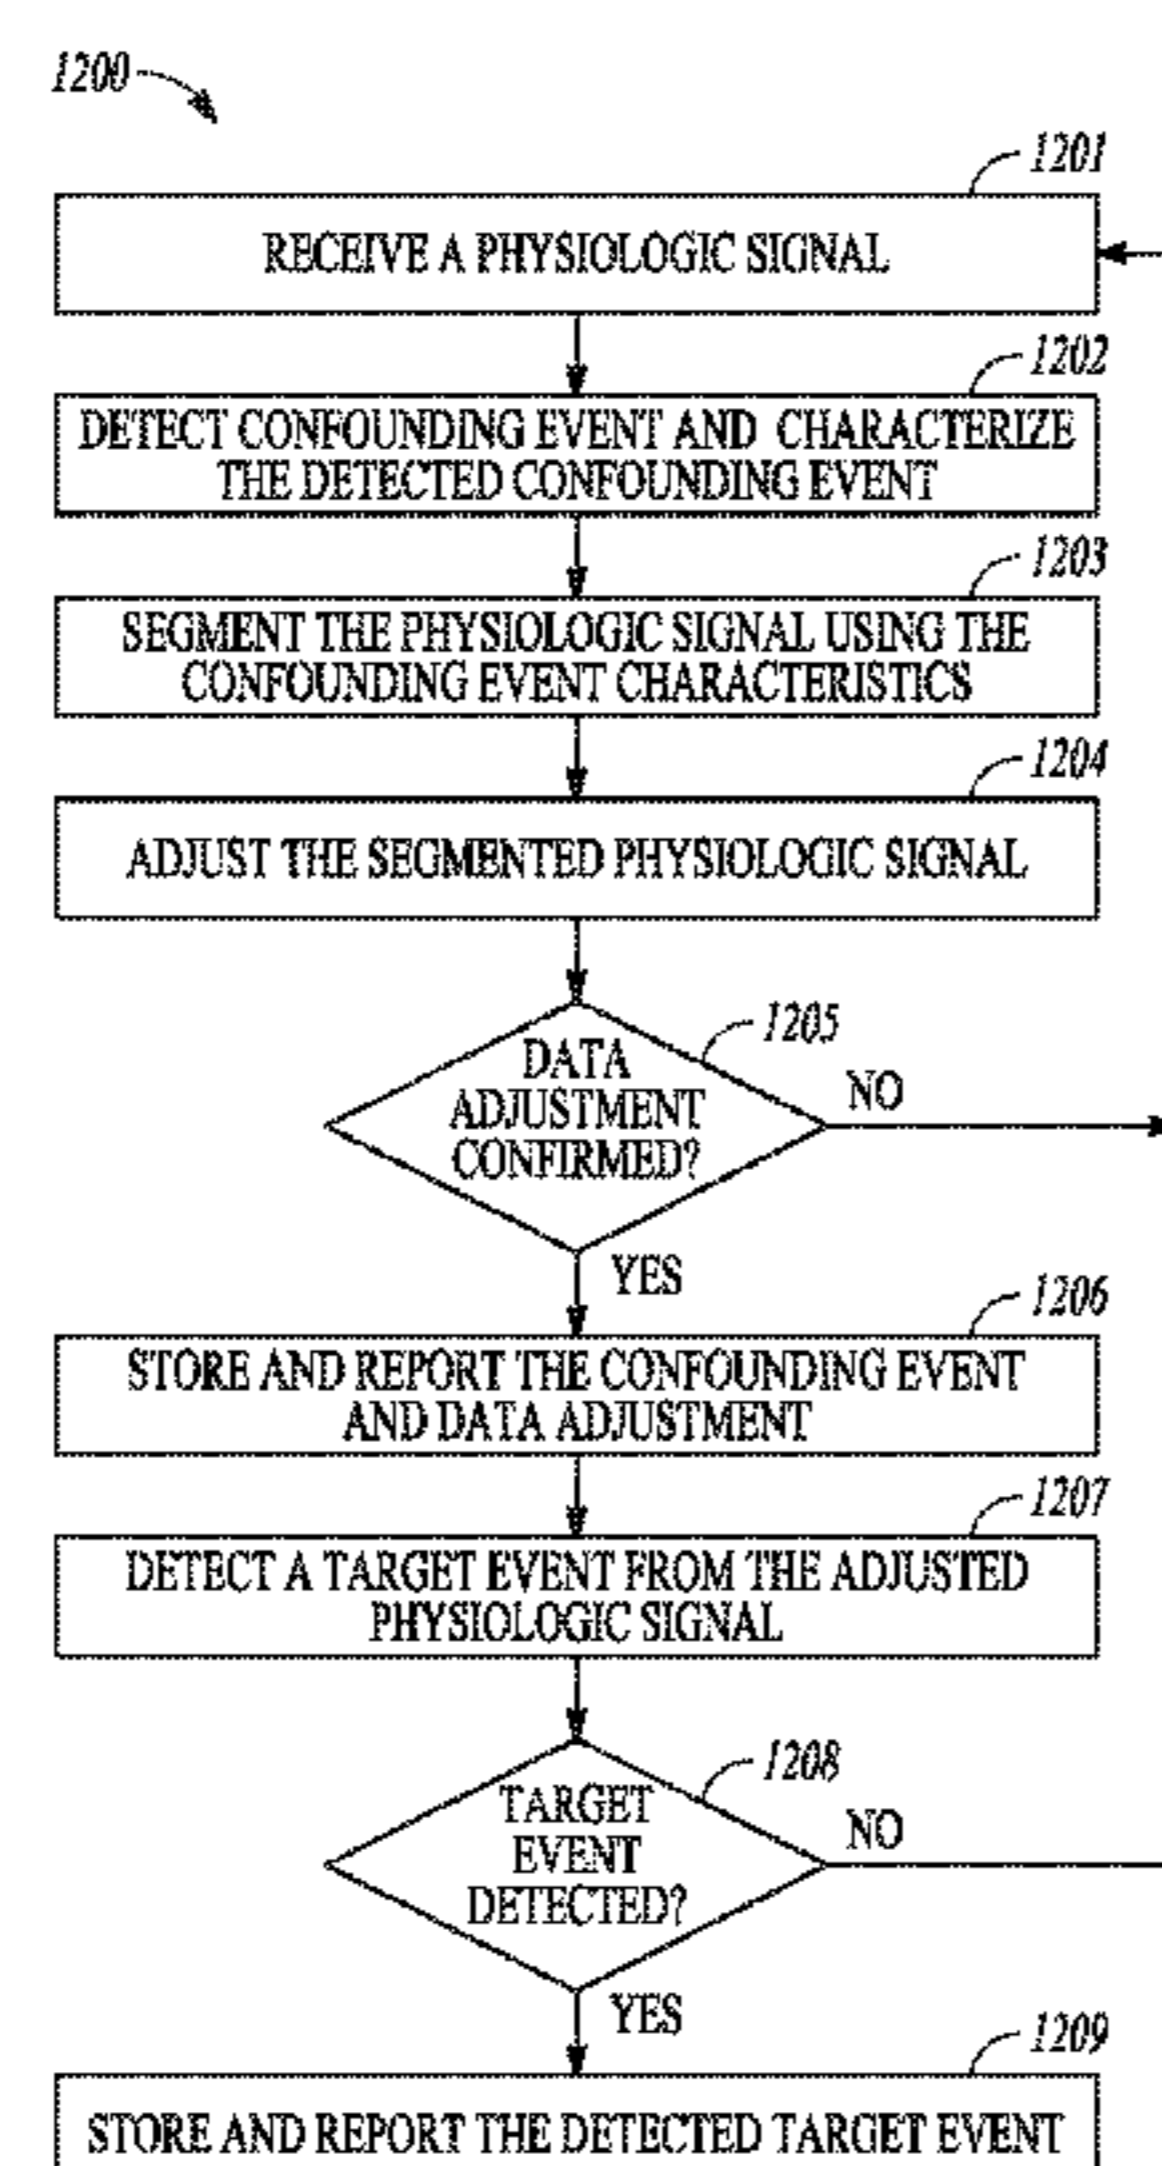 1200
1201
RECEIVE A PHYSIOLOGIC SIGNAL
1202
DETECT CONFOUNDING EVENT AND CHARACTERIZE
THE DETECTED CONFOUNDING EVENT
1203
SEGMENT THE PHYSIOLOGIC SIGNAL USING THE
CONFOUNDING EVENT CHARACTERISTICS
1204
ADJUST THE SEGMENTED PHYSIOLOGIC SIGNAL
1205
DATA
ADJUSTMENT
CONFIRMED?
NO
YES
1206
STORE AND REPORT THE CONFOUNDING EVENT
AND DATA ADJUSTMENT
1207
DETECT A TARGET EVENT FROM THE ADJUSTED
PHYSIOLOGIC SIGNAL
1208
TARGET
EVENT
DETECTED?
NO
YES
1209
STORE AND REPORT THE DETECTED TARGET EVENT